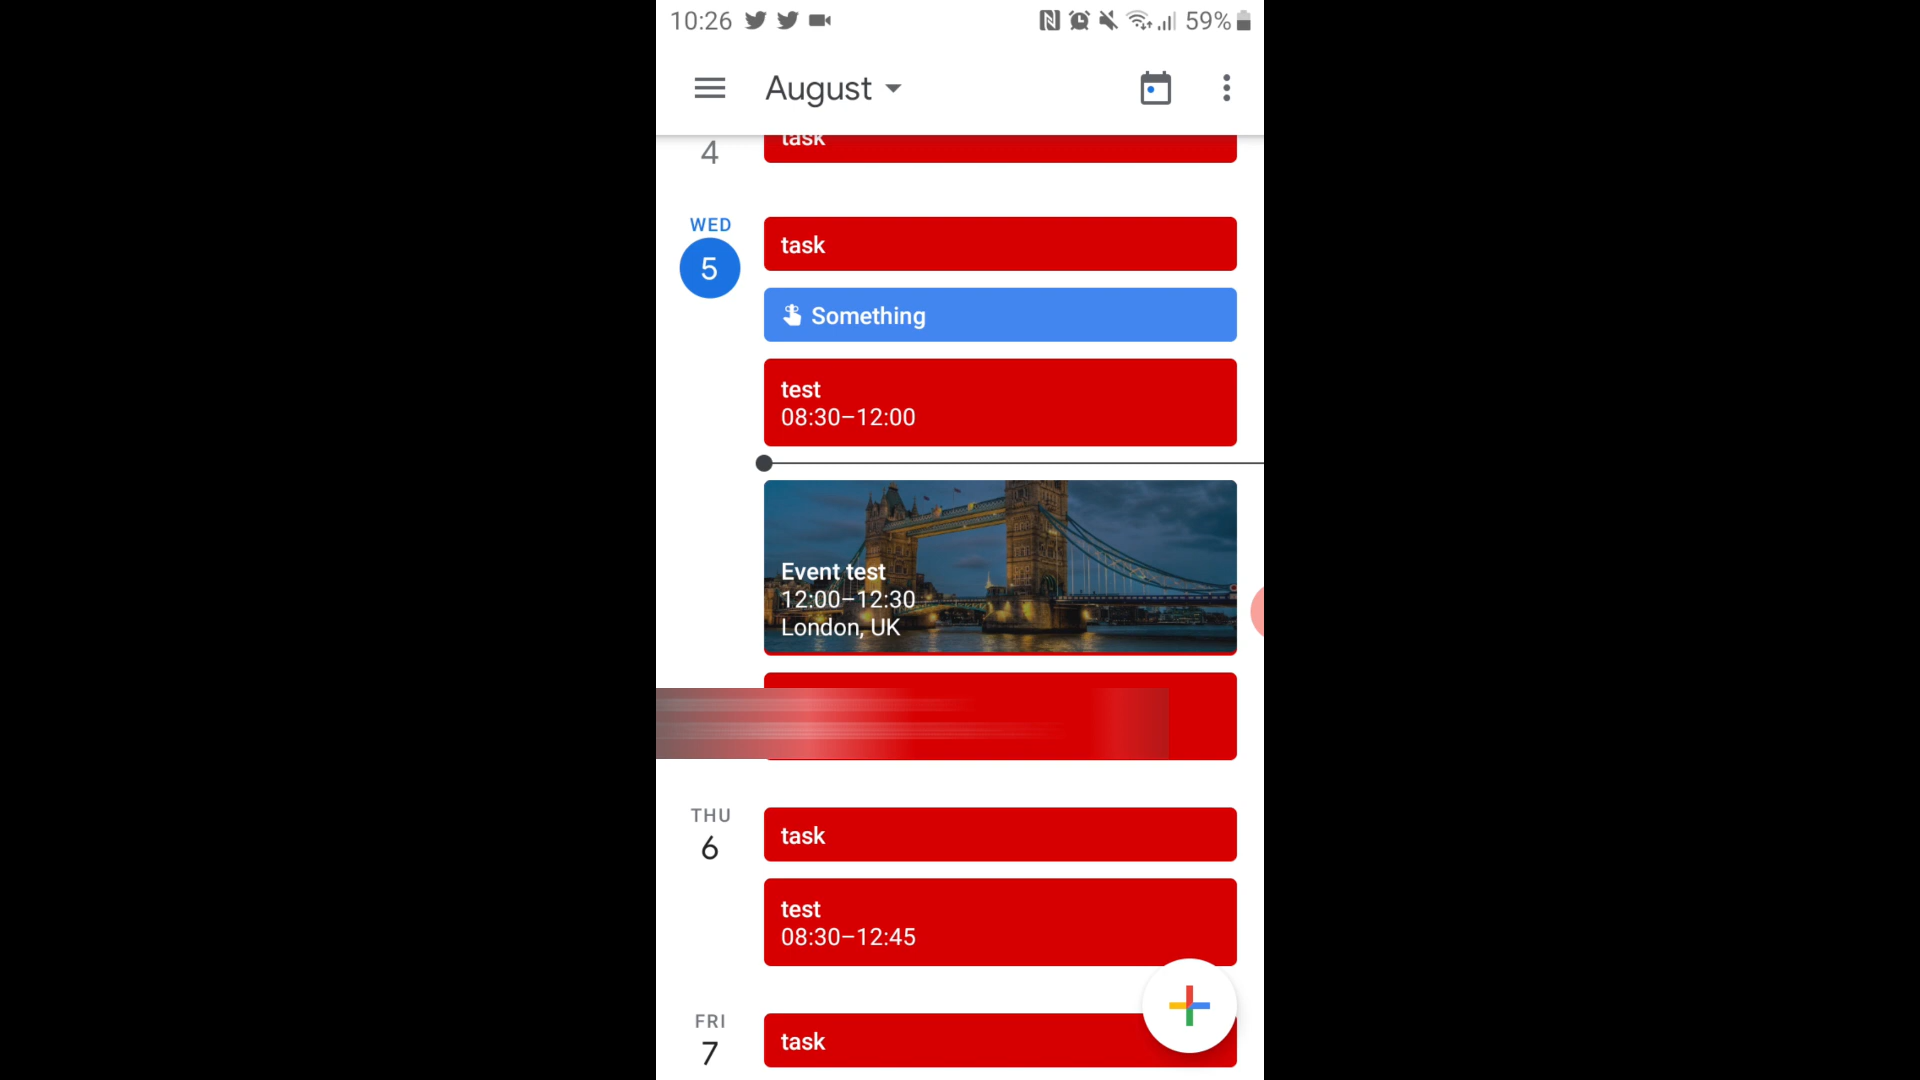 10:26
59%
August
4
task
WED
5
task
Something
test
08:30–12:00
Event test
12:00–12:30
London, UK
THU
6
task
test
08:30–12:45
FRI
7
task